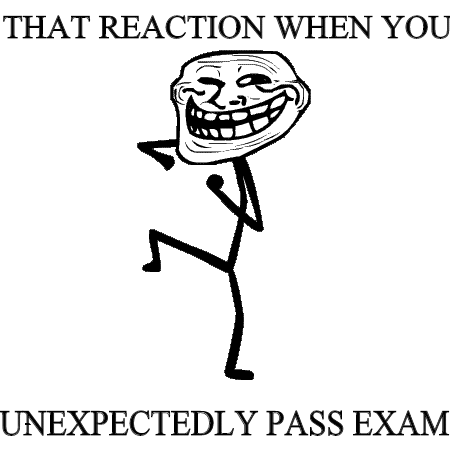 THAT REACTION WHEN YOU
UNEXPECTEDLY PASS EXAM